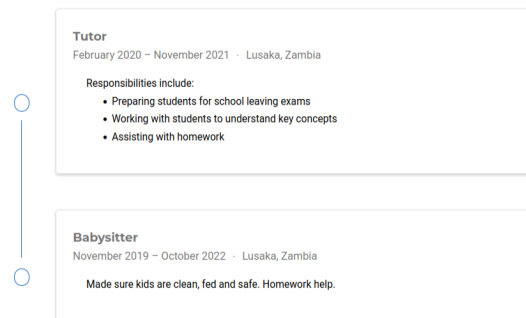 Tutor
February 2020 – November 2021 · Lusaka, Zambia
Responsibilities include:
• Preparing students for school leaving exams
• Working with students to understand key concepts
• Assisting with homework
Babysitter
November 2019 – October 2022 · Lusaka, Zambia
Made sure kids are clean, fed and safe. Homework help.